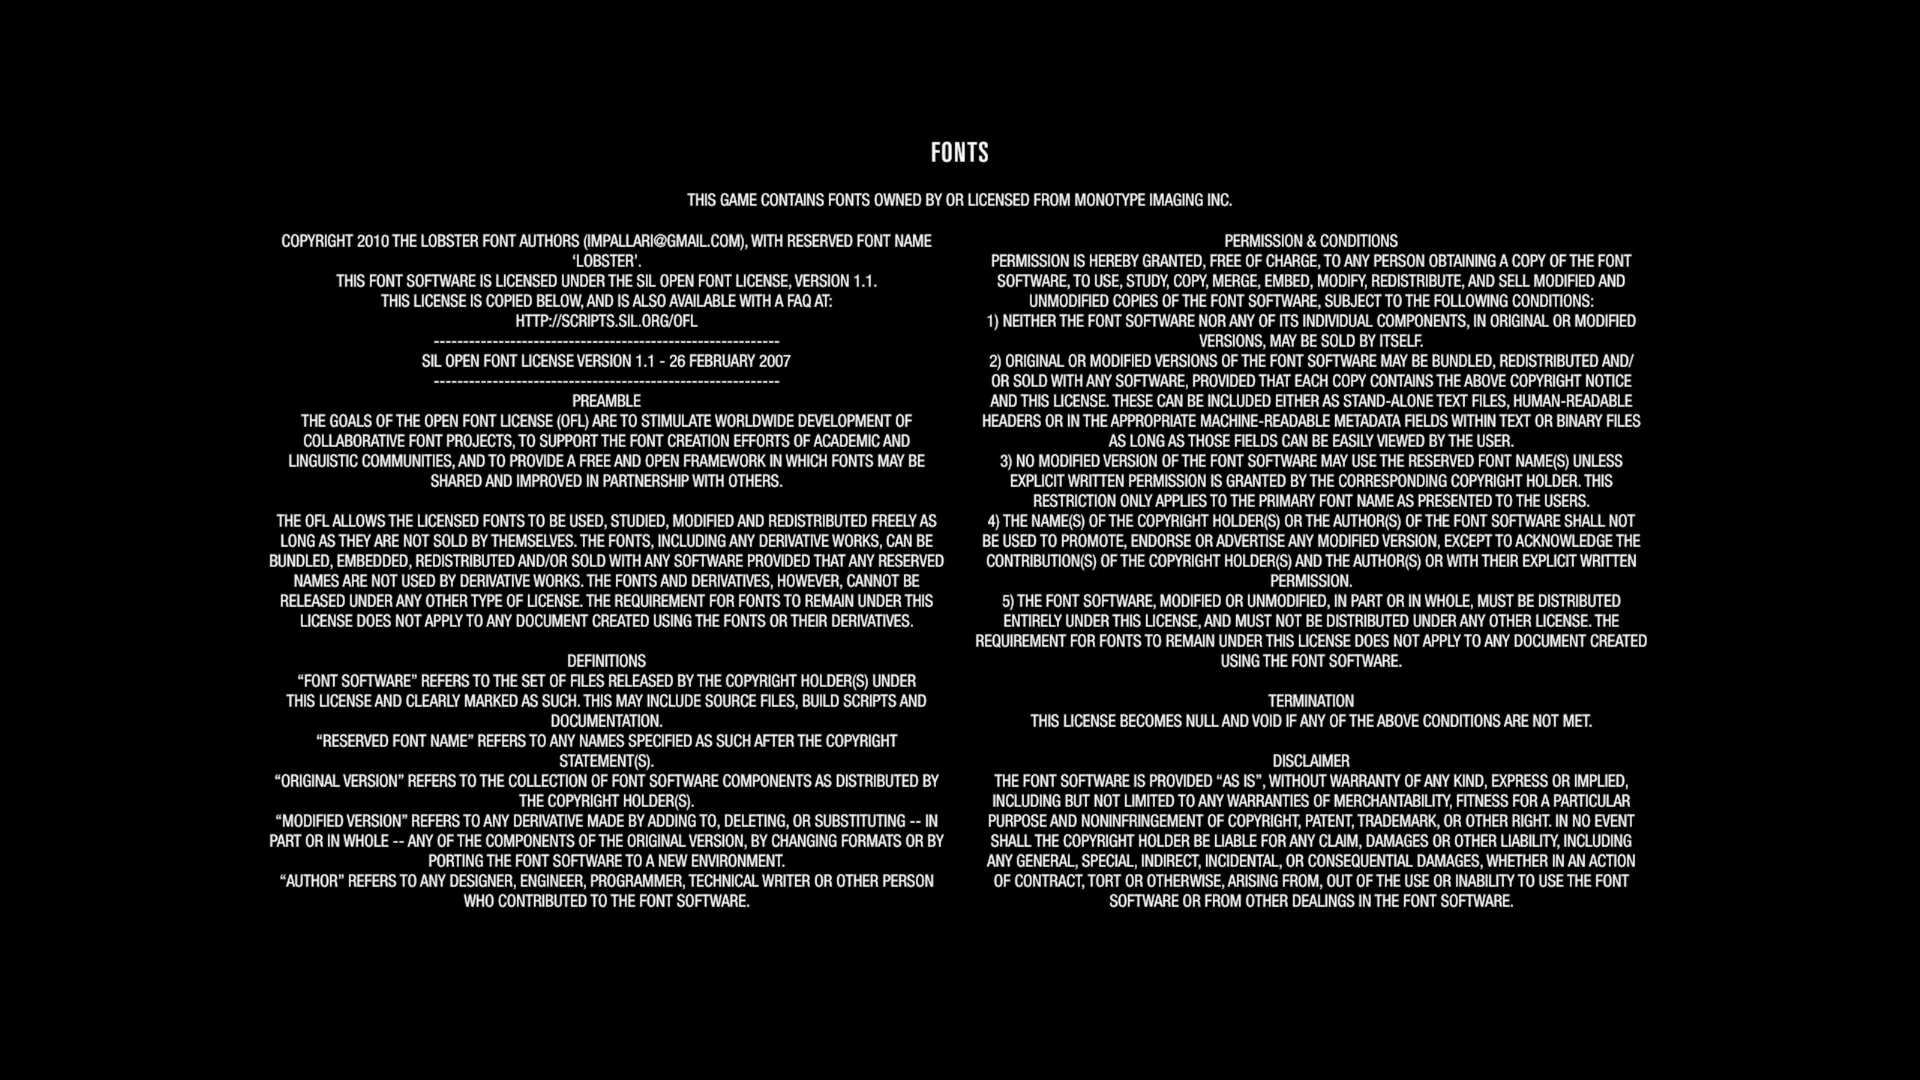 FONTS
THIS GAME CONTAINS FONTS OWNED BY OR LICENSED FROM MONOTYPE IMAGING INC.
COPYRIGHT 2010 THE LOBSTER FONT AUTHORS (IMPALLARI@GMAIL.COM), WITH RESERVED FONT NAME
‘LOBSTER’.
THIS FONT SOFTWARE IS LICENSED UNDER THE SIL OPEN FONT LICENSE, VERSION 1.1.
THIS LICENSE IS COPIED BELOW, AND IS ALSO AVAILABLE WITH A FAQ AT:
HTTP://SCRIPTS.SIL.ORG/OFL
-----------------------------------------------------------
SIL OPEN FONT LICENSE VERSION 1.1 - 26 FEBRUARY 2007
-----------------------------------------------------------
PREAMBLE
THE GOALS OF THE OPEN FONT LICENSE (OFL) ARE TO STIMULATE WORLDWIDE DEVELOPMENT OF
COLLABORATIVE FONT PROJECTS, TO SUPPORT THE FONT CREATION EFFORTS OF ACADEMIC AND
LINGUISTIC COMMUNITIES, AND TO PROVIDE A FREE AND OPEN FRAMEWORK IN WHICH FONTS MAY BE
SHARED AND IMPROVED IN PARTNERSHIP WITH OTHERS.
THE OFL ALLOWS THE LICENSED FONTS TO BE USED, STUDIED, MODIFIED AND REDISTRIBUTED FREELY AS
LONG AS THEY ARE NOT SOLD BY THEMSELVES. THE FONTS, INCLUDING ANY DERIVATIVE WORKS, CAN BE
BUNDLED, EMBEDDED, REDISTRIBUTED AND/OR SOLD WITH ANY SOFTWARE PROVIDED THAT ANY RESERVED
NAMES ARE NOT USED BY DERIVATIVE WORKS. THE FONTS AND DERIVATIVES, HOWEVER, CANNOT BE
RELEASED UNDER ANY OTHER TYPE OF LICENSE. THE REQUIREMENT FOR FONTS TO REMAIN UNDER THIS
LICENSE DOES NOT APPLY TO ANY DOCUMENT CREATED USING THE FONTS OR THEIR DERIVATIVES.
DEFINITIONS
“FONT SOFTWARE” REFERS TO THE SET OF FILES RELEASED BY THE COPYRIGHT HOLDER(S) UNDER
THIS LICENSE AND CLEARLY MARKED AS SUCH. THIS MAY INCLUDE SOURCE FILES, BUILD SCRIPTS AND
DOCUMENTATION.
“RESERVED FONT NAME” REFERS TO ANY NAMES SPECIFIED AS SUCH AFTER THE COPYRIGHT
STATEMENT(S).
“ORIGINAL VERSION” REFERS TO THE COLLECTION OF FONT SOFTWARE COMPONENTS AS DISTRIBUTED BY
THE COPYRIGHT HOLDER(S).
“MODIFIED VERSION” REFERS TO ANY DERIVATIVE MADE BY ADDING TO, DELETING, OR SUBSTITUTING -- IN
PART OR IN WHOLE -- ANY OF THE COMPONENTS OF THE ORIGINAL VERSION, BY CHANGING FORMATS OR BY
PORTING THE FONT SOFTWARE TO A NEW ENVIRONMENT.
“AUTHOR” REFERS TO ANY DESIGNER, ENGINEER, PROGRAMMER, TECHNICAL WRITER OR OTHER PERSON
WHO CONTRIBUTED TO THE FONT SOFTWARE.
PERMISSION & CONDITIONS
PERMISSION IS HEREBY GRANTED, FREE OF CHARGE, TO ANY PERSON OBTAINING A COPY OF THE FONT
SOFTWARE, TO USE, STUDY, COPY, MERGE, EMBED, MODIFY, REDISTRIBUTE, AND SELL MODIFIED AND
UNMODIFIED COPIES OF THE FONT SOFTWARE, SUBJECT TO THE FOLLOWING CONDITIONS:
1) NEITHER THE FONT SOFTWARE NOR ANY OF ITS INDIVIDUAL COMPONENTS, IN ORIGINAL OR MODIFIED
VERSIONS, MAY BE SOLD BY ITSELF.
2) ORIGINAL OR MODIFIED VERSIONS OF THE FONT SOFTWARE MAY BE BUNDLED, REDISTRIBUTED AND/
OR SOLD WITH ANY SOFTWARE, PROVIDED THAT EACH COPY CONTAINS THE ABOVE COPYRIGHT NOTICE
AND THIS LICENSE. THESE CAN BE INCLUDED EITHER AS STAND-ALONE TEXT FILES, HUMAN-READABLE
HEADERS OR IN THE APPROPRIATE MACHINE-READABLE METADATA FIELDS WITHIN TEXT OR BINARY FILES
AS LONG AS THOSE FIELDS CAN BE EASILY VIEWED BY THE USER.
3) NO MODIFIED VERSION OF THE FONT SOFTWARE MAY USE THE RESERVED FONT NAME(S) UNLESS
EXPLICIT WRITTEN PERMISSION IS GRANTED BY THE CORRESPONDING COPYRIGHT HOLDER. THIS
RESTRICTION ONLY APPLIES TO THE PRIMARY FONT NAME AS PRESENTED TO THE USERS.
4) THE NAME(S) OF THE COPYRIGHT HOLDER(S) OR THE AUTHOR(S) OF THE FONT SOFTWARE SHALL NOT
BE USED TO PROMOTE, ENDORSE OR ADVERTISE ANY MODIFIED VERSION, EXCEPT TO ACKNOWLEDGE THE
CONTRIBUTION(S) OF THE COPYRIGHT HOLDER(S) AND THE AUTHOR(S) OR WITH THEIR EXPLICIT WRITTEN
PERMISSION.
5) THE FONT SOFTWARE, MODIFIED OR UNMODIFIED, IN PART OR IN WHOLE, MUST BE DISTRIBUTED
ENTIRELY UNDER THIS LICENSE, AND MUST NOT BE DISTRIBUTED UNDER ANY OTHER LICENSE. THE
REQUIREMENT FOR FONTS TO REMAIN UNDER THIS LICENSE DOES NOT APPLY TO ANY DOCUMENT CREATED
USING THE FONT SOFTWARE.
TERMINATION
THIS LICENSE BECOMES NULL AND VOID IF ANY OF THE ABOVE CONDITIONS ARE NOT MET.
DISCLAIMER
THE FONT SOFTWARE IS PROVIDED “AS IS”, WITHOUT WARRANTY OF ANY KIND, EXPRESS OR IMPLIED,
INCLUDING BUT NOT LIMITED TO ANY WARRANTIES OF MERCHANTABILITY, FITNESS FOR A PARTICULAR
PURPOSE AND NONINFRINGEMENT OF COPYRIGHT, PATENT, TRADEMARK, OR OTHER RIGHT. IN NO EVENT
SHALL THE COPYRIGHT HOLDER BE LIABLE FOR ANY CLAIM, DAMAGES OR OTHER LIABILITY, INCLUDING
ANY GENERAL, SPECIAL, INDIRECT, INCIDENTAL, OR CONSEQUENTIAL DAMAGES, WHETHER IN AN ACTION
OF CONTRACT, TORT OR OTHERWISE, ARISING FROM, OUT OF THE USE OR INABILITY TO USE THE FONT
SOFTWARE OR FROM OTHER DEALINGS IN THE FONT SOFTWARE.